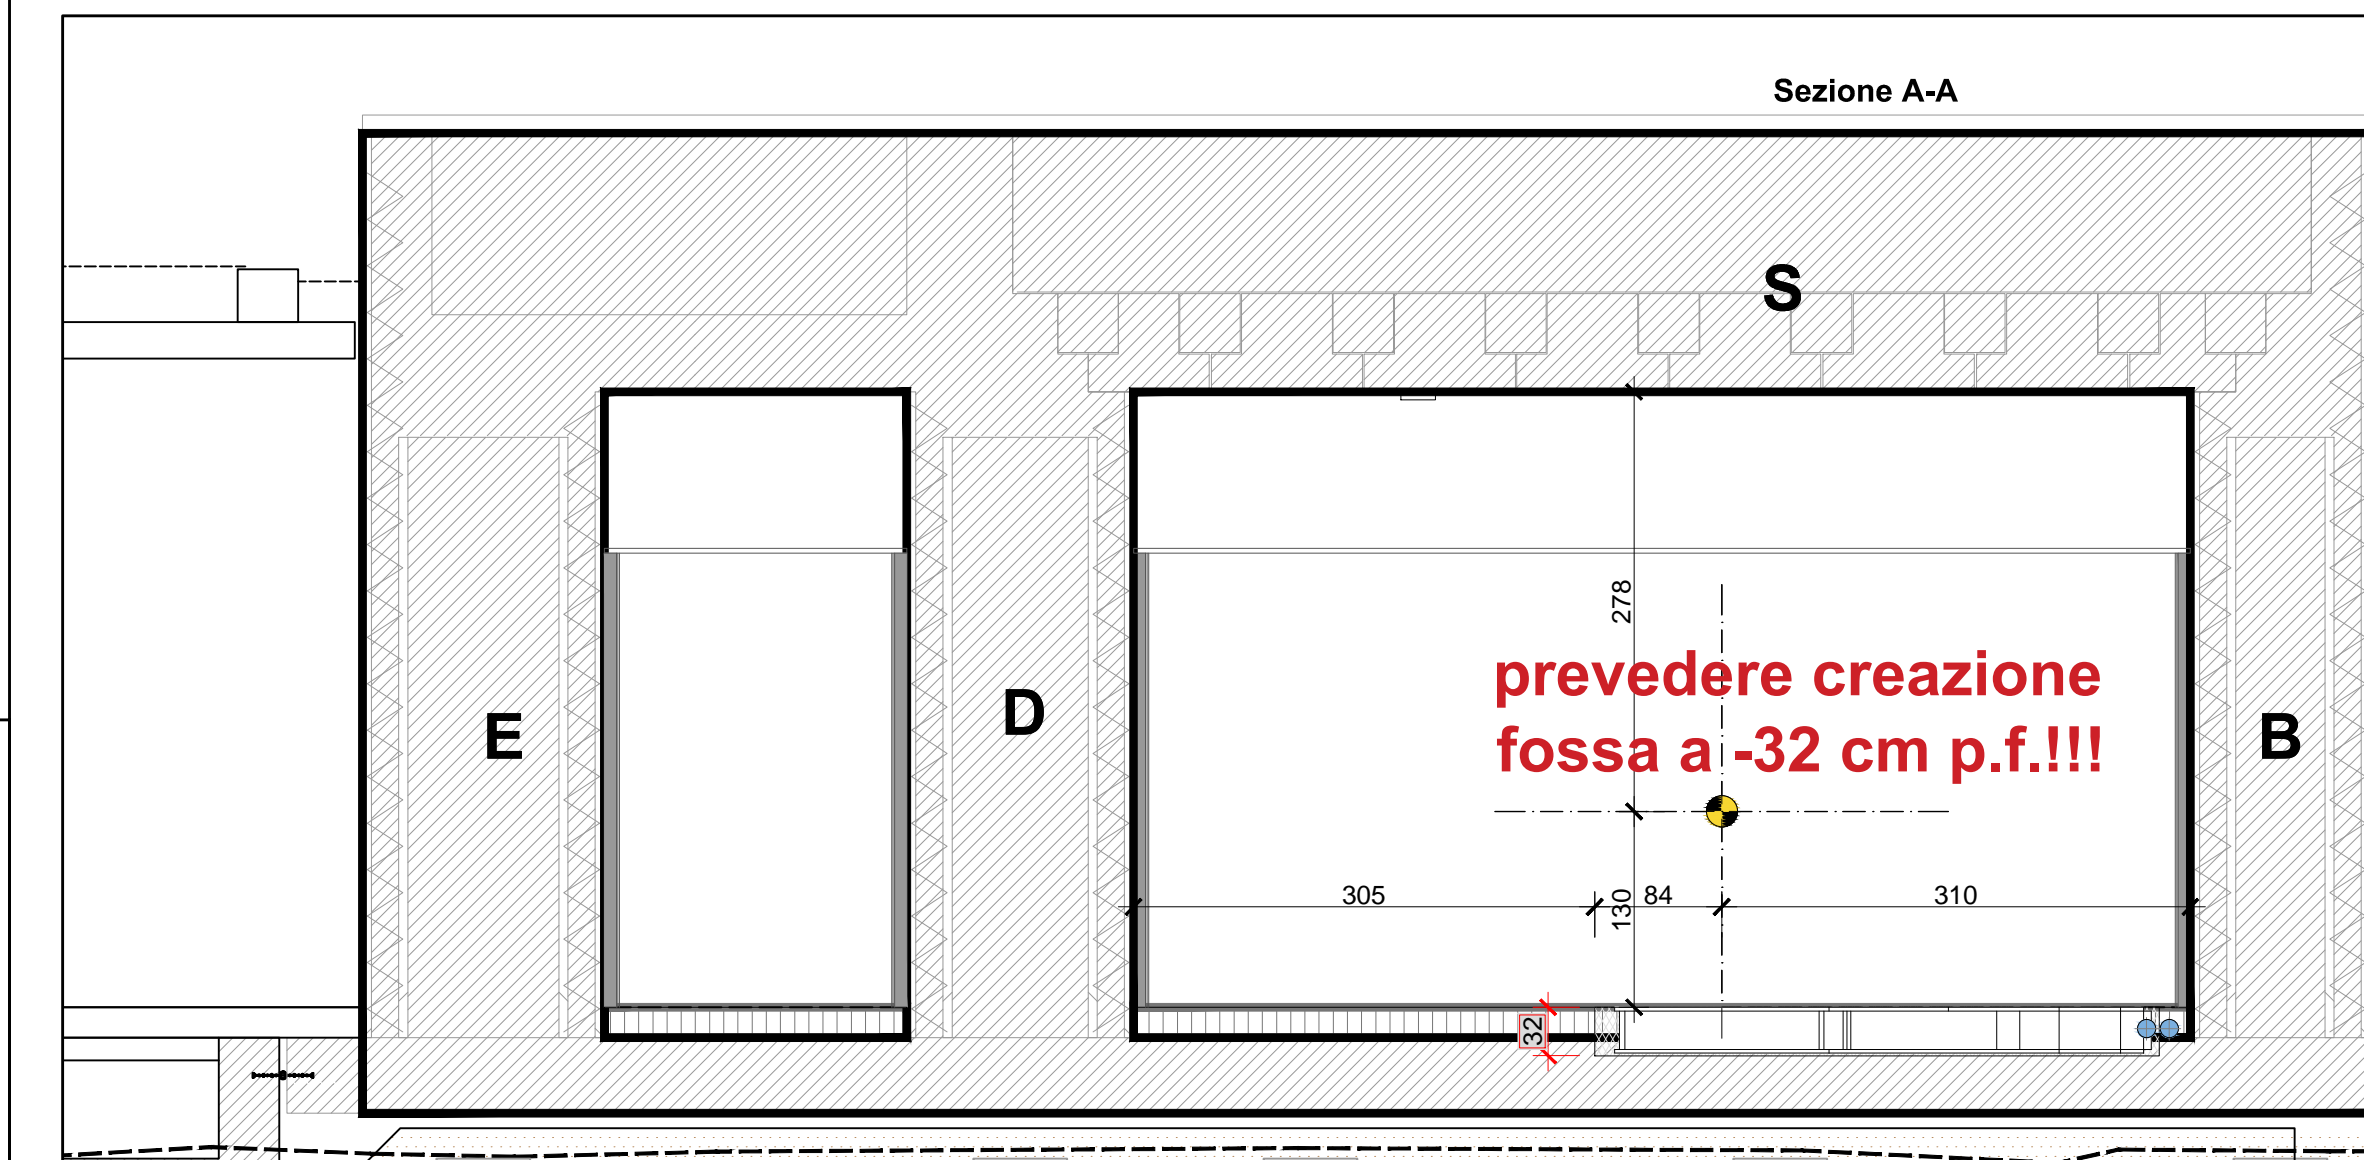 Sezione A-A
S
278
prevedere creazione
fossa a -32 cm p.f.!!!
E
D
B
305
130
84
310
32